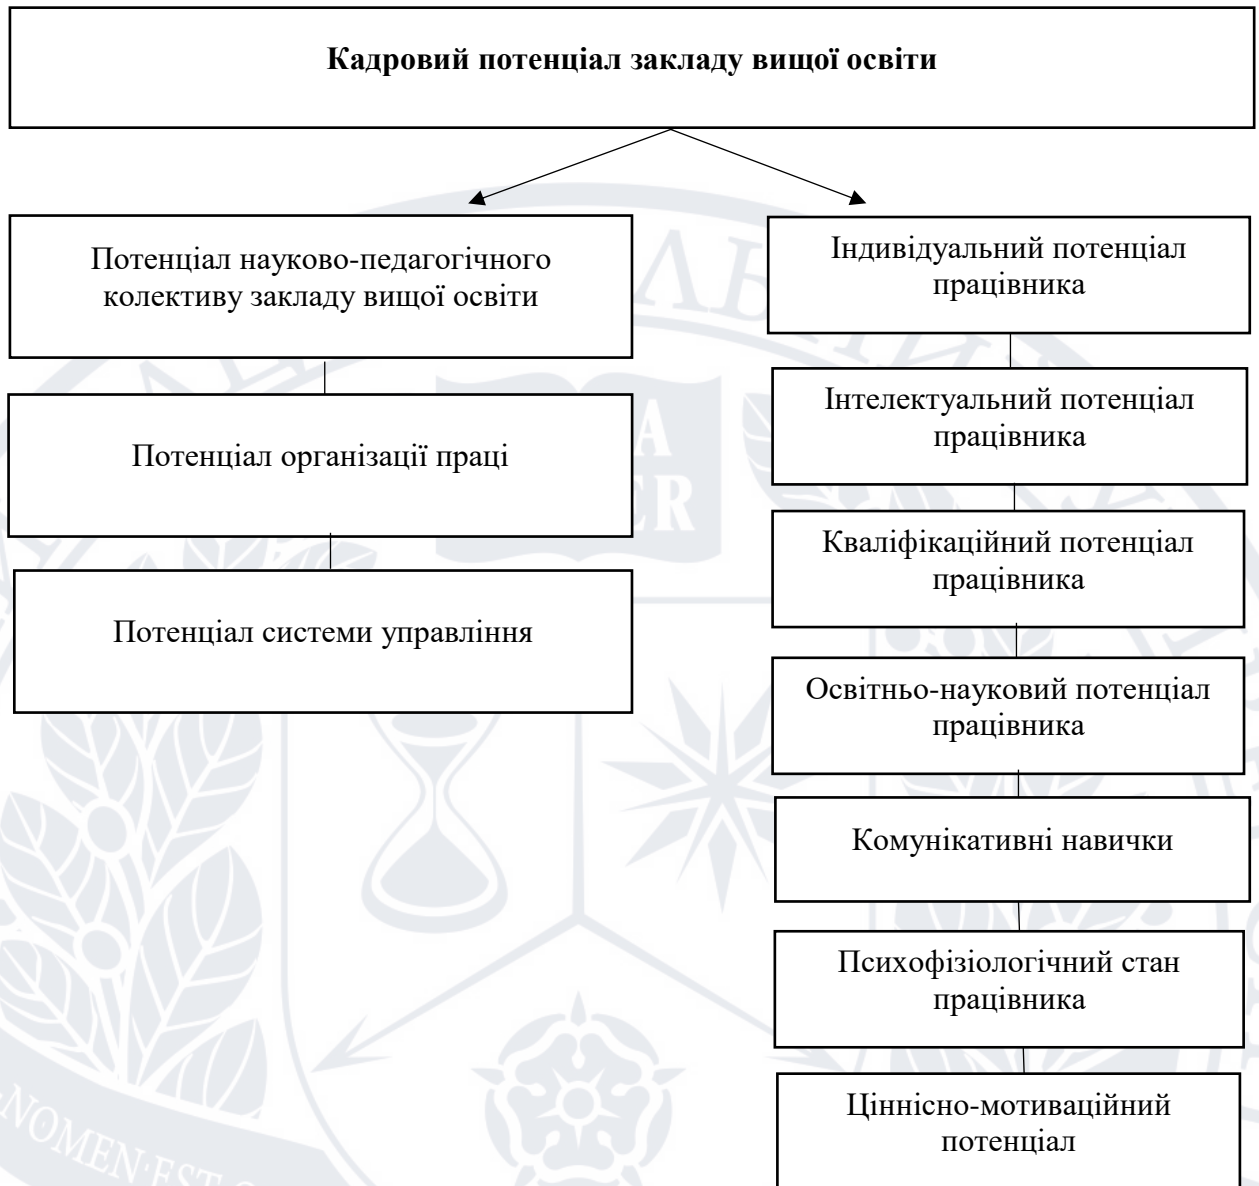 Кадровий потенціал закладу вищої освіти
Потенціал науково-педагогічного
колективу закладу вищої освіти
Потенціал організації праці
Потенціал системи управління
Індивідуальний потенціал
працівника
Інтелектуальний потенціал
працівника
Кваліфікаційний потенціал
працівника
Освітньо-науковий потенціал
працівника
Комунікативні навички
Психофізіологічний стан
працівника
Ціннісно-мотиваційний
потенціал
NOMEN·EST